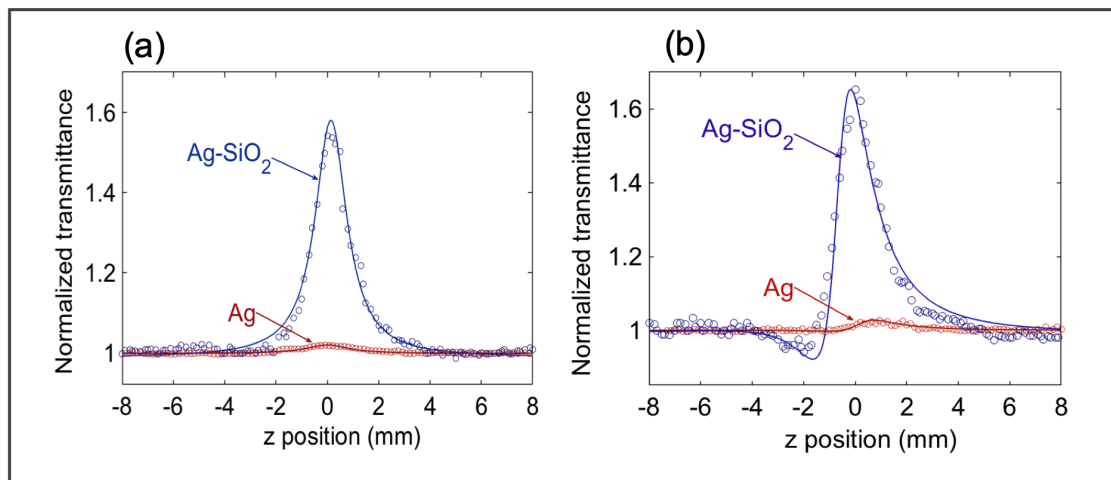 (a)
Normalized transmittance
1.6
1.4
1.2
1
Ag-SiO2
Ag
-8 -6 -4 -2 0 2 4 6 8
z position (mm)
(b)
Normalized transmittance
1.6
1.4
1.2
1
Ag-SiO2
Ag
-8 -6 -4 -2 0 2 4 6 8
z position (mm)